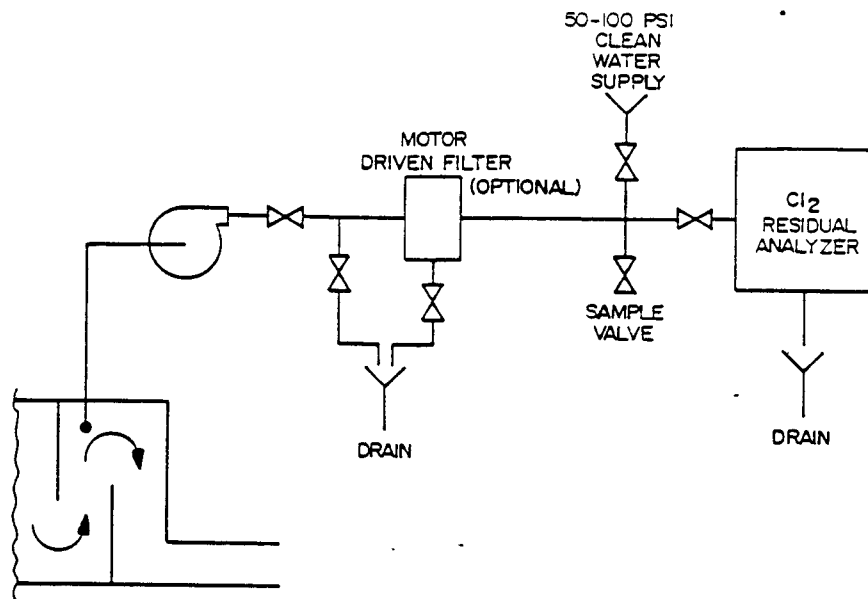 50-100 PSI
CLEAN
WATER
SUPPLY
MOTOR
DRIVEN FILTER
(OPTIONAL)
Cl2
RESIDUAL
ANALYZER
SAMPLE
VALVE
DRAIN
DRAIN